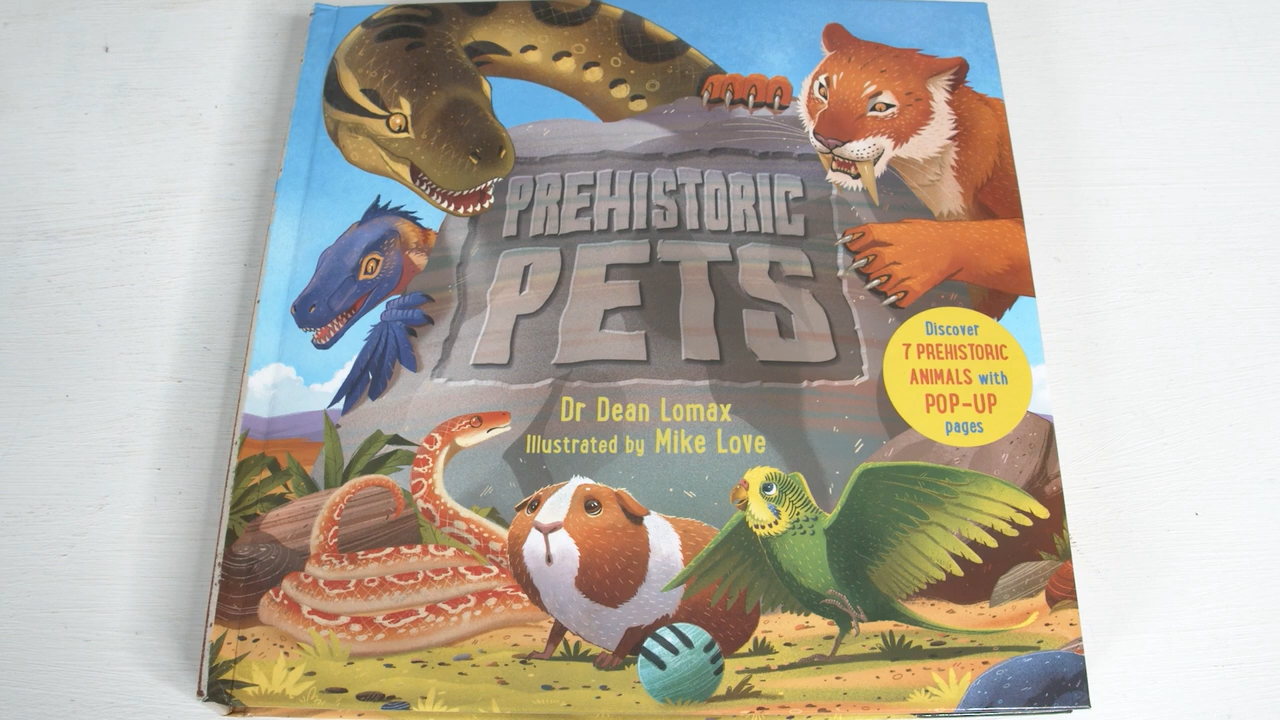 PREHISTORIC
PETS
Dr Dean Lomax
Illustrated by Mike Love
Discover
7 PREHISTORIC
ANIMALS with
POP-UP
pages